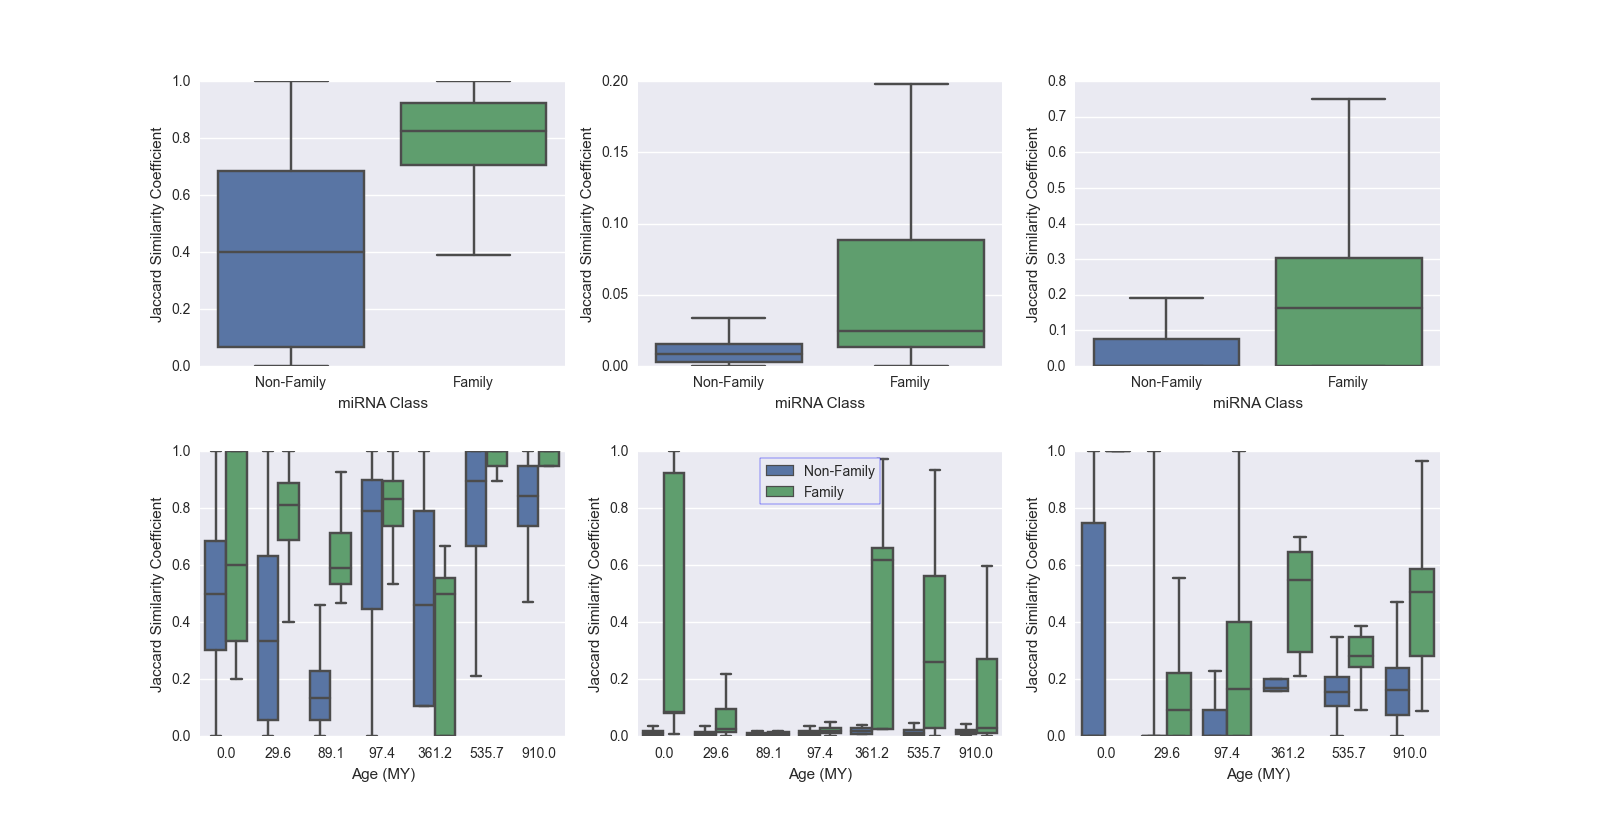 1.0
0.8
0.6
0.4
0.2
0.0
Jaccard Similarity Coefficient
Non-Family
Family
miRNA Class
0.20
0.15
0.10
0.05
0.00
Jaccard Similarity Coefficient
Non-Family
Family
miRNA Class
0.8
0.7
0.6
0.5
0.4
0.3
0.2
0.1
0.0
Jaccard Similarity Coefficient
Non-Family
Family
miRNA Class
1.0
0.8
0.6
0.4
0.2
0.0
Jaccard Similarity Coefficient
0.0 29.6 89.1 97.4 361.2 535.7 910.0
Age (MY)
1.0
0.8
0.6
0.4
0.2
0.0
Jaccard Similarity Coefficient
Non-Family
Family
0.0 29.6 89.1 97.4 361.2 535.7 910.0
Age (MY)
1.0
0.8
0.6
0.4
0.2
0.0
Jaccard Similarity Coefficient
0.0 29.6 97.4 361.2 535.7 910.0
Age (MY)